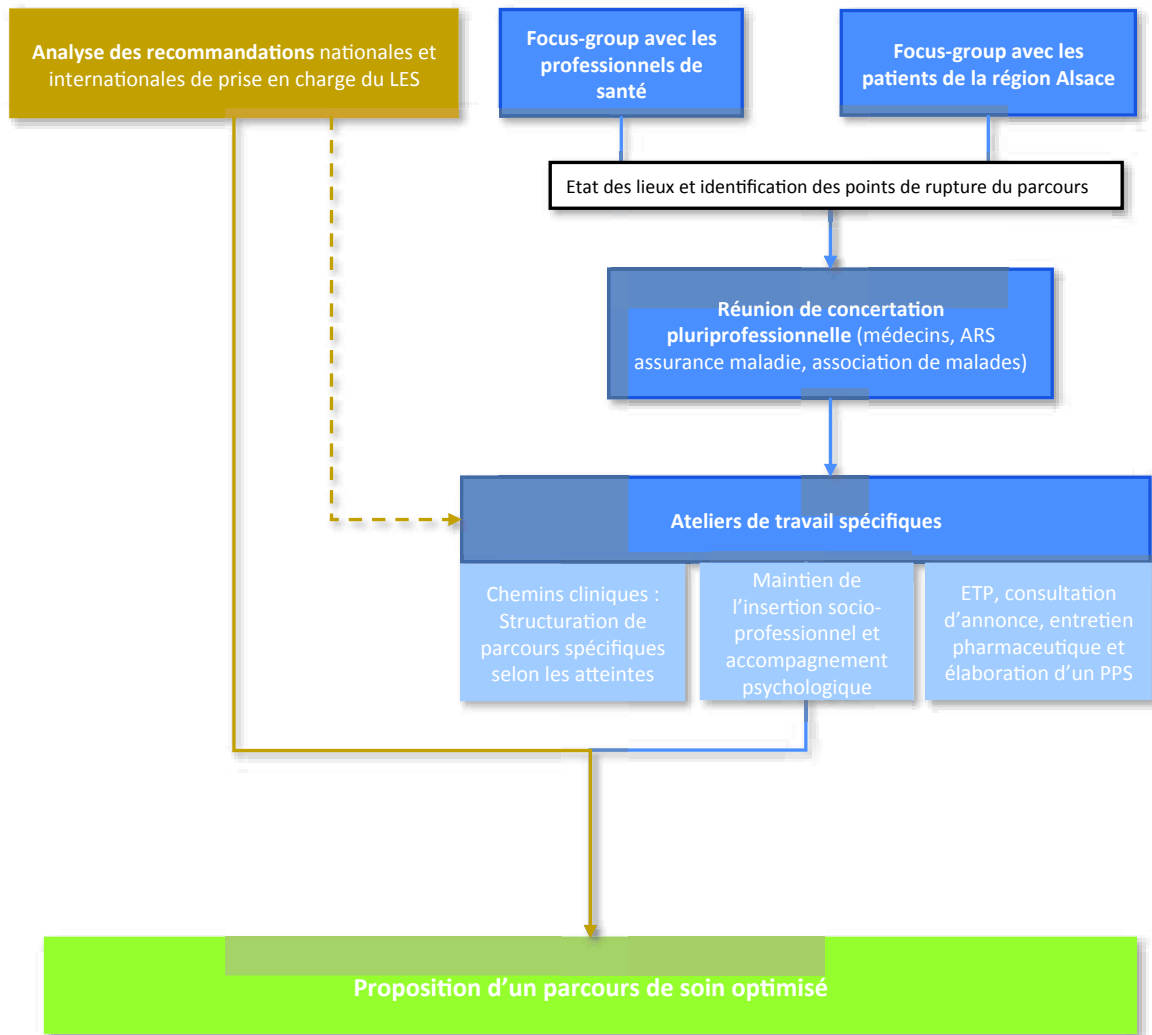 Analyse des recommandations nationales et
internationales de prise en charge du LES
Focus-group avec les
professionnels de
santé
Focus-group avec les
patients de la région Alsace
Etat des lieux et identification des points de rupture du parcours
Réunion de concertation
pluriprofessionnelle (médecins, ARS
assurance maladie, association de malades)
Ateliers de travail spécifiques
Chemins cliniques :
Structuration de
parcours spécifiques
selon les atteintes
Maintien de
l’insertion socio-
professionnel et
accompagnement
psychologique
ETP, consultation
d’annonce, entretien
pharmaceutique et
élaboration d’un PPS
Proposition d’un parcours de soin optimisé